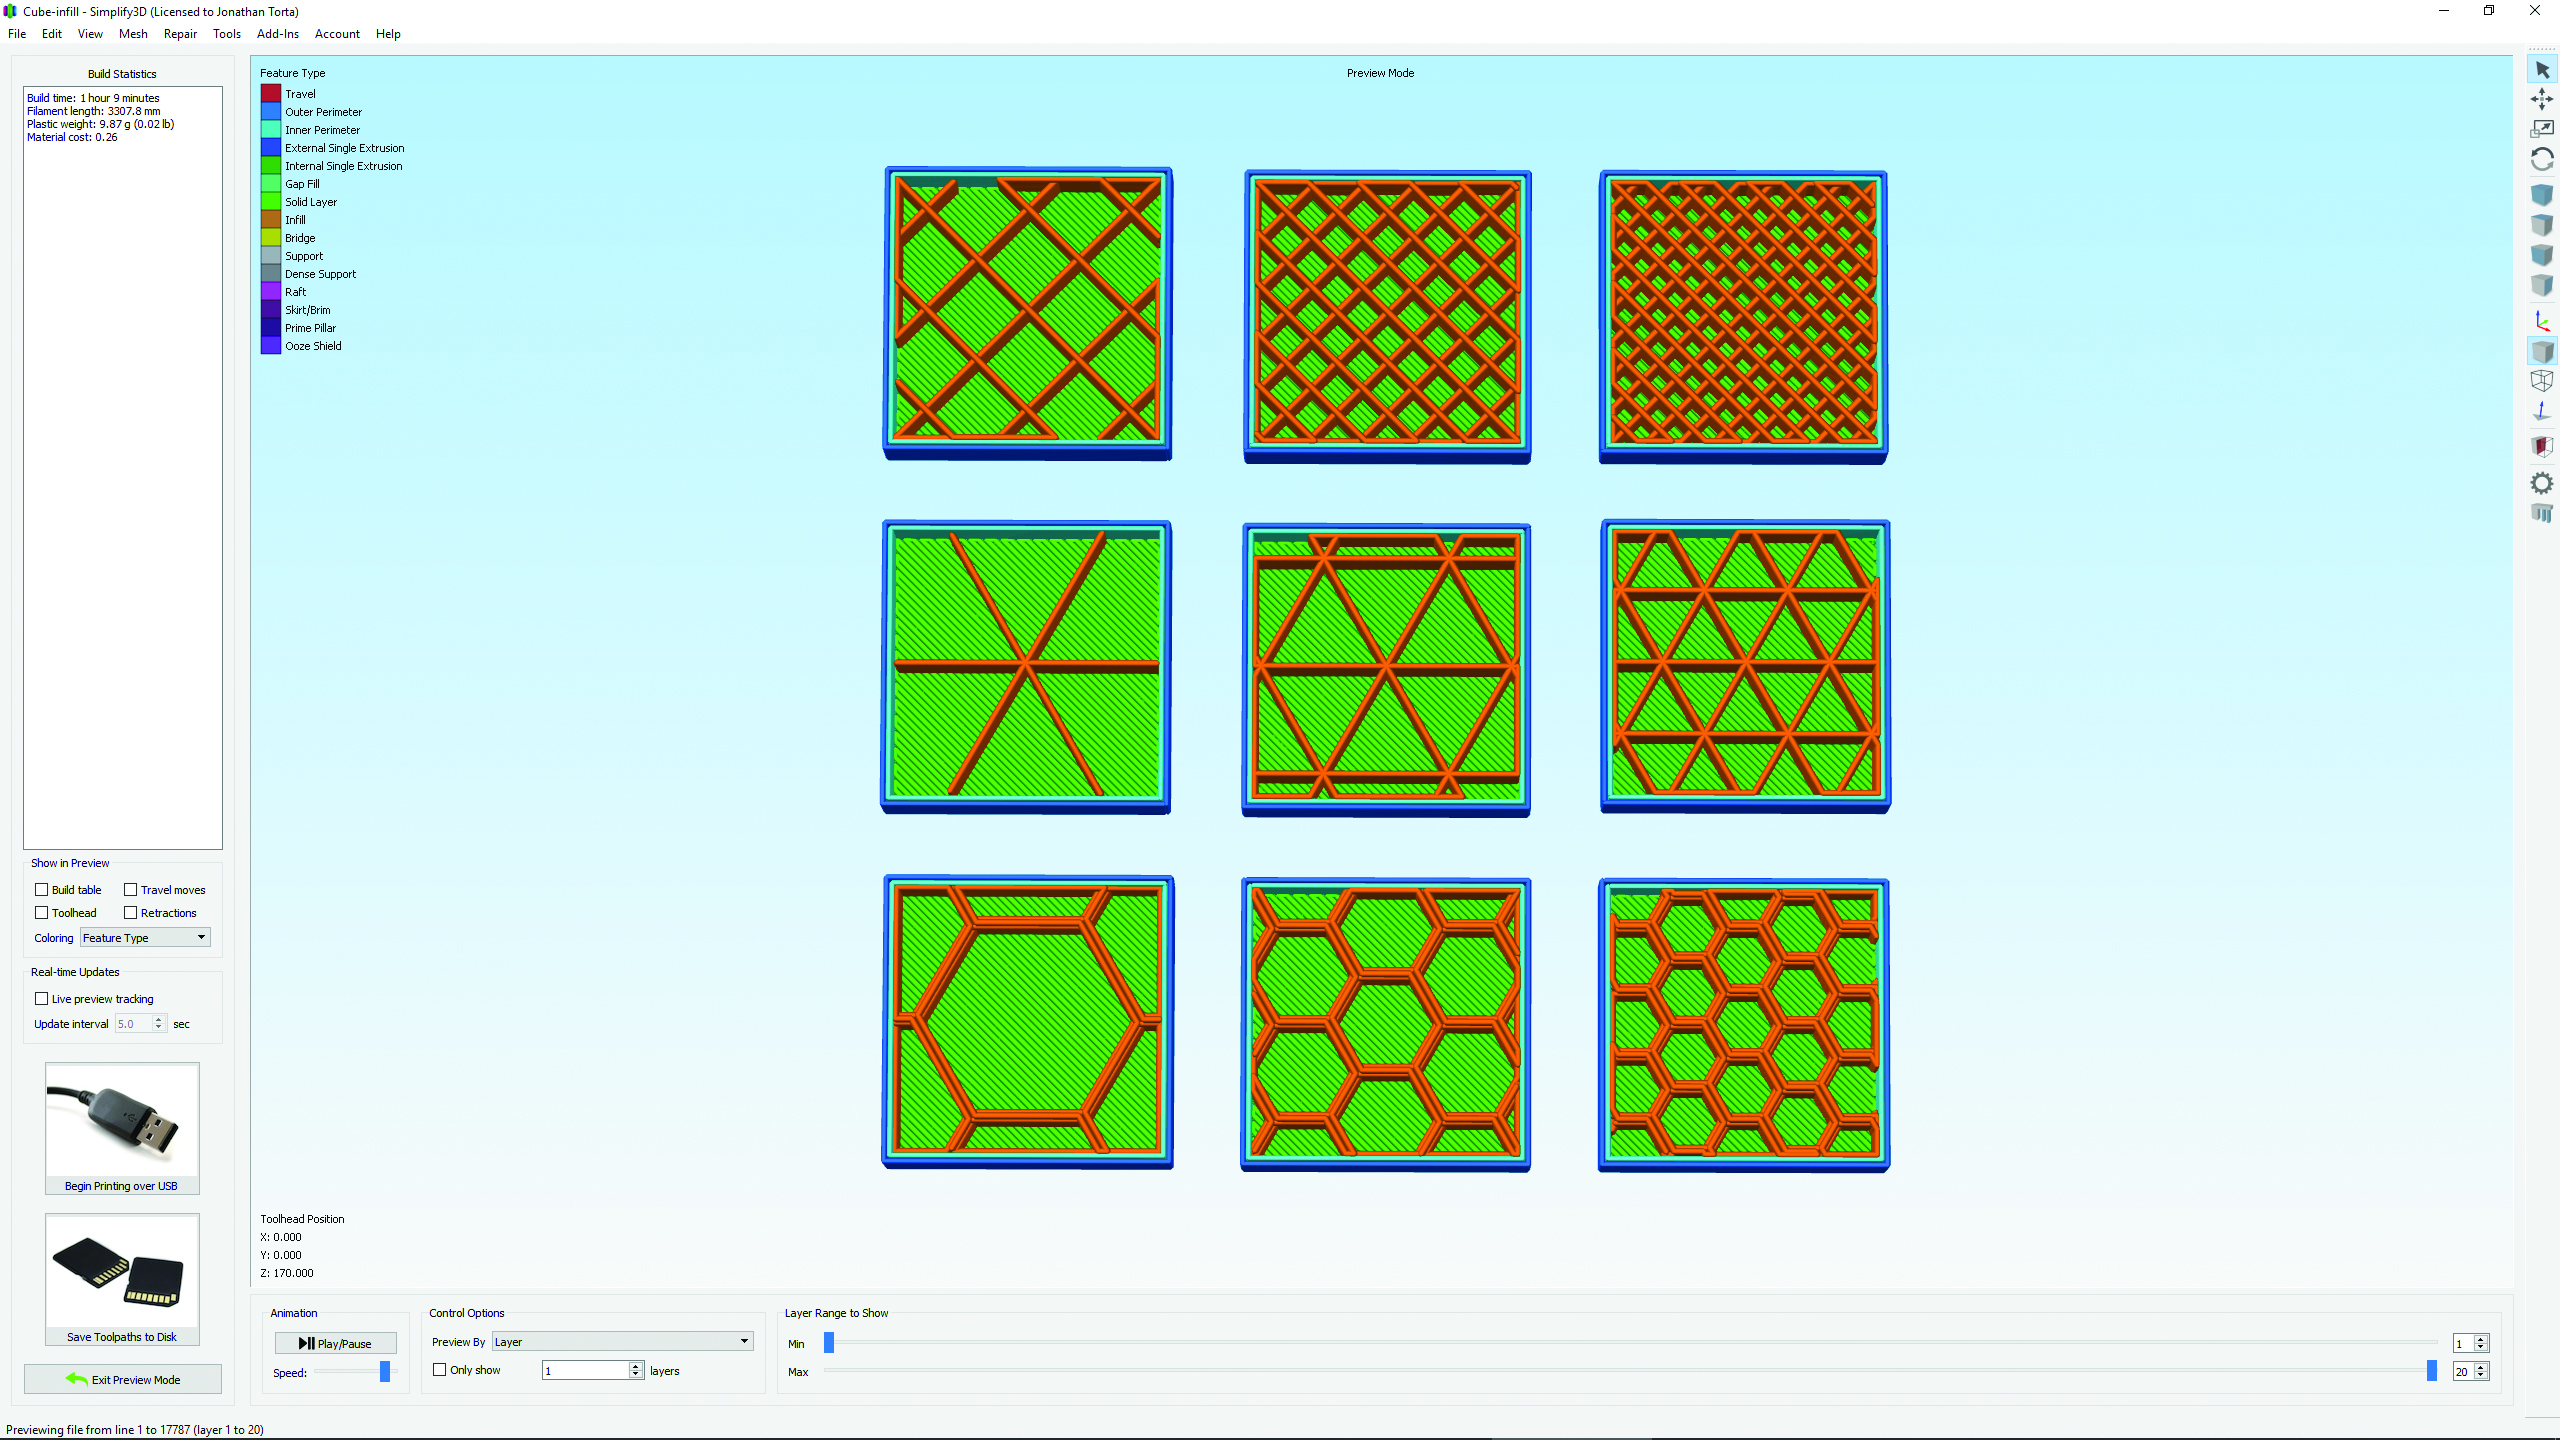 Cube-infill - Simplify3D (Licensed to Jonathan Torta)
File Edit View Mesh Repair Tools Add-Ins Account Help
Build Statistics
Build time: 1 hour 9 minutes
Filament length: 3307.8 mm
Plastic weight: 9.87 g (0.02 lb)
Material cost: 0.26
Show in Preview
Build table Travel moves
Toolhead Retractions
Coloring Feature Type
Real-time Updates
Live preview tracking
Update interval 5.0 sec
Begin Printing over USB
Save Toolpaths to Disk
Exit Preview Mode
Feature Type
Travel
Outer Perimeter
Inner Perimeter
External Single Extrusion
Internal Single Extrusion
Gap Fill
Solid Layer
Infill
Bridge
Support
Dense Support
Raft
Skirt/Brim
Prime Pillar
Ooze Shield
Preview Mode
Toolhead Position
X: 0.000
Y: 0.000
Z: 170.000
Animation
Play/Pause
Speed:
Control Options
Preview By Layer
Only show 1 layers
Layer Range to Show
Min 1
Max 20
Previewing file from line 1 to 17787 (layer 1 to 20)